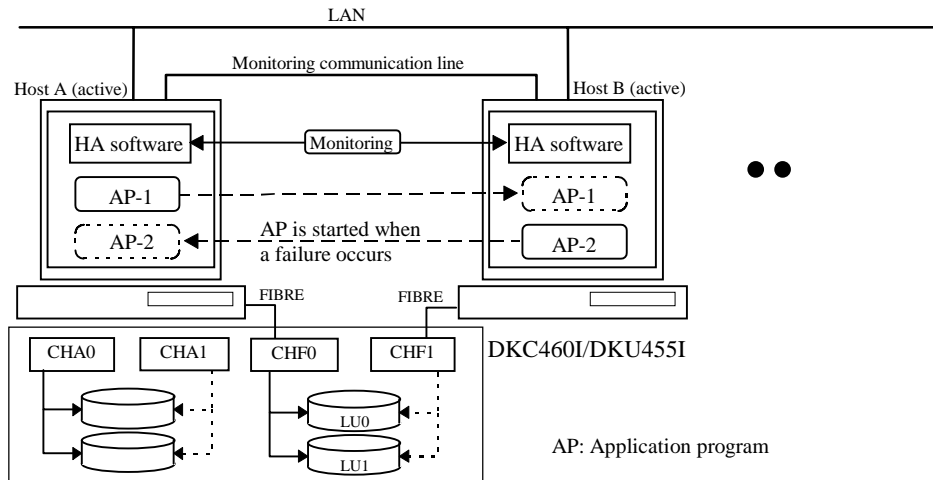 LAN
Monitoring communication line
Host A (active)
Host B (active)
HA software
Monitoring
HA software
AP-1
AP-1
AP-2
AP is started when
a failure occurs
AP-2
FIBRE
FIBRE
CHA0
CHA1
CHF0
CHF1
DKC460I/DKU455I
LU0
LU1
AP: Application program